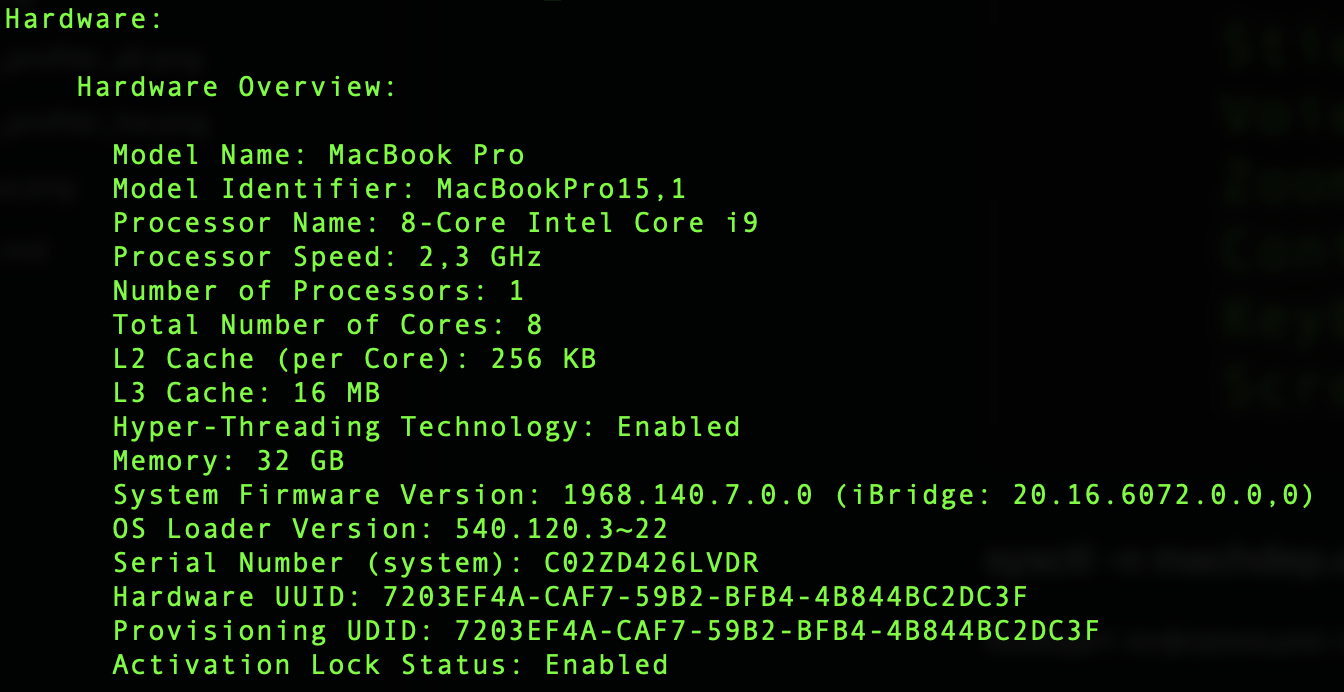 Hardware:
Hardware Overview:
Model Name: MacBook Pro
Model Identifier: MacBookPro15,1
Processor Name: 8-Core Intel Core i9
Processor Speed: 2,3 GHz
Number of Processors: 1
Total Number of Cores: 8
L2 Cache (per Core): 256 KB
L3 Cache: 16 MB
Hyper-Threading Technology: Enabled
Memory: 32 GB
System Firmware Version: 1968.140.7.0.0 (iBridge: 20.16.6072.0.0,0)
OS Loader Version: 540.120.3~22
Serial Number (system): C02ZD426LVDR
Hardware UUID: 7203EF4A-CAF7-59B2-BFB4-4B844BC2DC3F
Provisioning UDID: 7203EF4A-CAF7-59B2-BFB4-4B844BC2DC3F
Activation Lock Status: Enabled